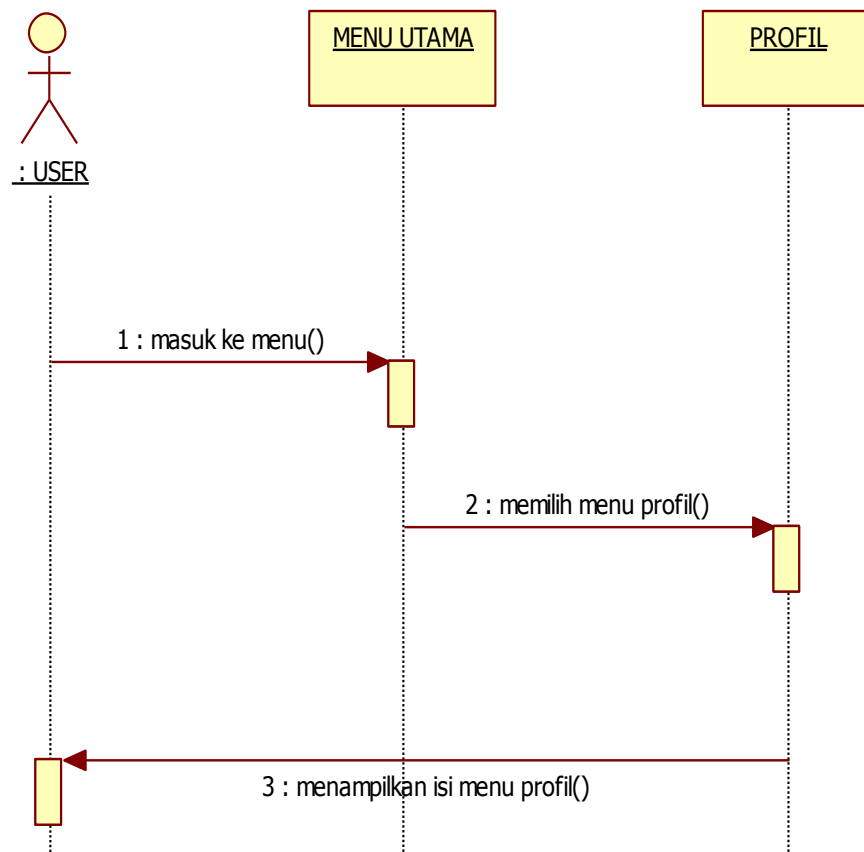 MENU UTAMA
PROFIL
: USER
1 : masuk ke menu()
2 : memilih menu profil()
3 : menampilkan isi menu profil()